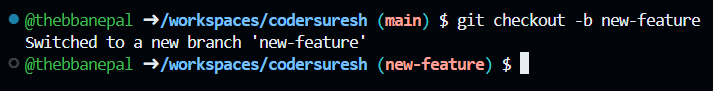 @thebbanepal ➜/workspaces/codersuresh (main) $ git checkout -b new-feature
Switched to a new branch 'new-feature'
@thebbanepal ➜/workspaces/codersuresh (new-feature) $